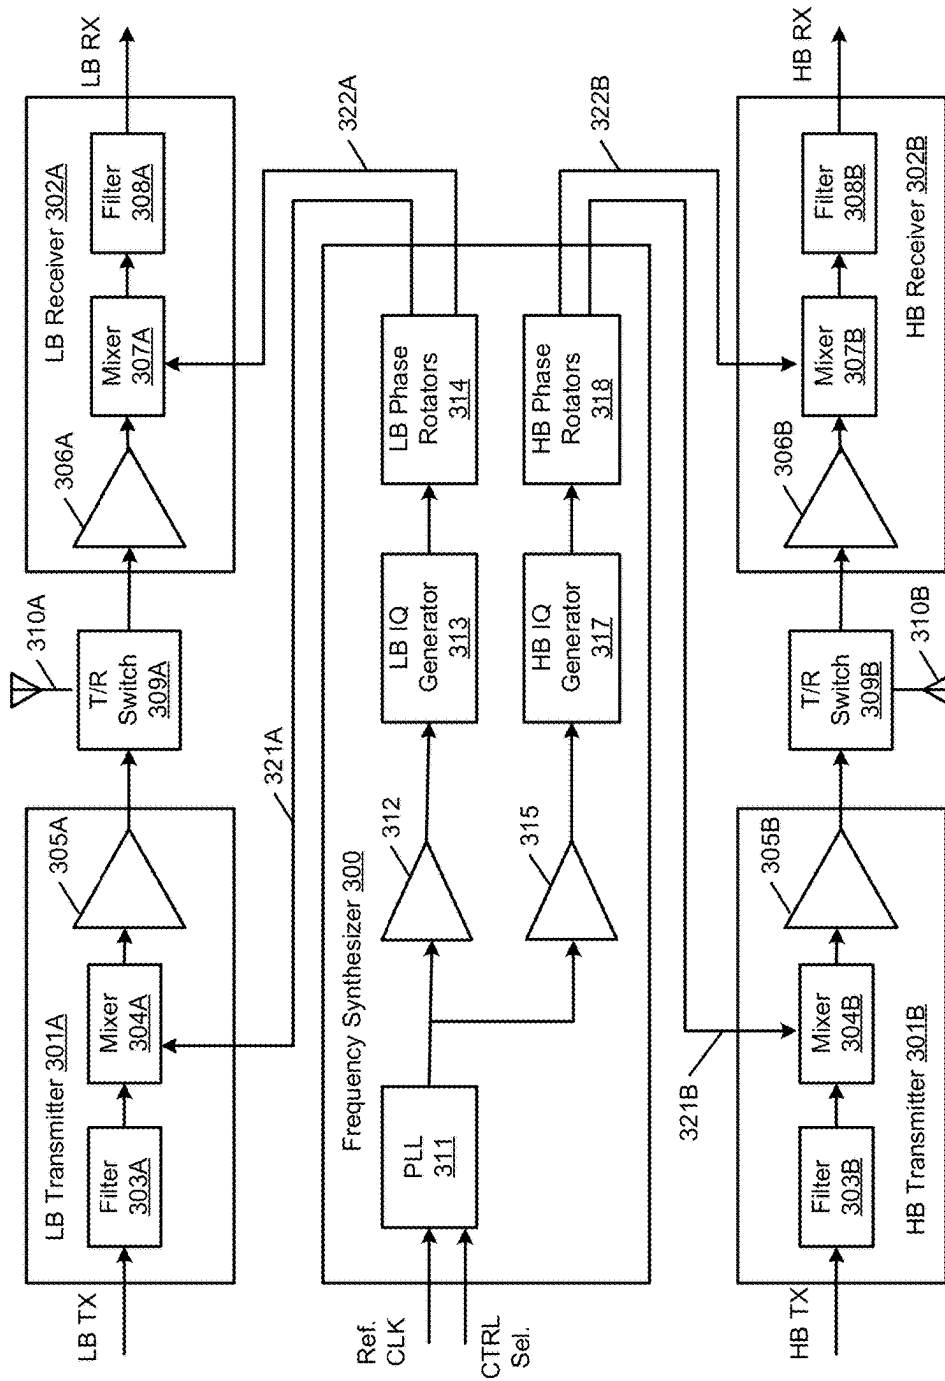 LB Transmitter 301A
LB TX
Filter
303A
Mixer
304A
305A
310A
T/R
Switch
309A
LB Receiver 302A
306A
Mixer
307A
Filter
308A
LB RX
321A
322A
Frequency Synthesizer 300
Ref.
CLK
CTRL
Sel.
PLL
311
312
LB IQ
Generator
313
LB Phase
Rotators
314
315
HB IQ
Generator
317
HB Phase
Rotators
318
321B
322B
HB TX
Filter
303B
Mixer
304B
305B
HB Transmitter 301B
T/R
Switch
309B
310B
306B
Mixer
307B
Filter
308B
HB Receiver 302B
HB RX